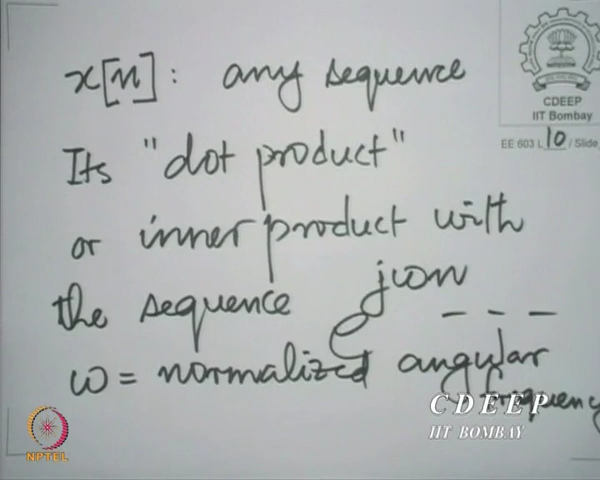 x[n] : any sequence
CDEEP
IIT Bombay
EE 603 L 10 / Slide
Its "dot product"
or inner product with
the sequence e^jωn ---
ω = normalized angular
frequency
CDEEP
IIT BOMBAY
NPTEL